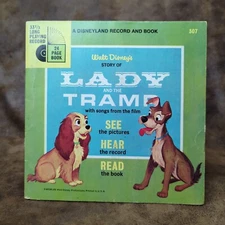 A DISNEYLAND RECORD AND BOOK
307
33⅓
LONG
PLAYING
RECORD
24
PAGE
BOOK
Walt Disney's
STORY OF
LADY
AND THE
TRAMP
with songs from the film
SEE
the pictures
HEAR
the record
READ
the book